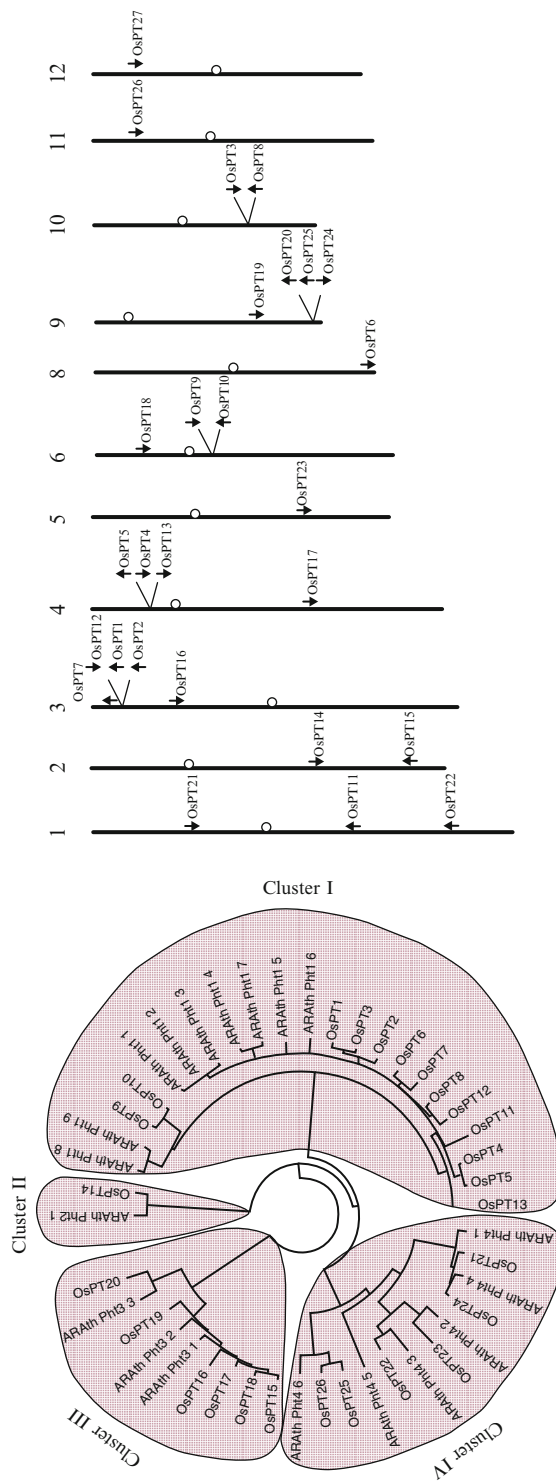 Cluster I
Cluster II
Cluster III
Cluster IV
ARAth Pht1 8
ARAth Pht1 9
OsPT9
OsPT10
ARAth Pht1 1
ARAth Pht1 2
ARAth Pht1 3
ARAth Pht1 4
ARAth Pht1 7
ARAth Pht1 5
ARAth Pht1 6
OsPT1
OsPT3
OsPT2
OsPT6
OsPT7
OsPT8
OsPT12
OsPT11
OsPT4
OsPT5
OsPT13
ARAth Pht4 1
OsPT21
ARAth Pht4 4
OsPT24
ARAth Pht4 2
OsPT23
ARAth Pht4 3
OsPT22
ARAth Pht4 5
OsPT25
OsPT26
ARAth Pht4 6
OsPT15
OsPT18
OsPT17
OsPT16
ARAth Pht3 1
ARAth Pht3 2
OsPT19
ARAth Pht3 3
OsPT20
ARAth Pht2 1
OsPT14
1
OsPT21
OsPT11
OsPT22
2
OsPT14
OsPT15
3
OsPT7
OsPT12
OsPT1
OsPT2
OsPT16
4
OsPT5
OsPT4
OsPT13
OsPT17
5
OsPT23
6
OsPT18
OsPT9
OsPT10
8
OsPT6
9
OsPT19
OsPT20
OsPT25
OsPT24
10
OsPT3
OsPT8
11
OsPT26
12
OsPT27